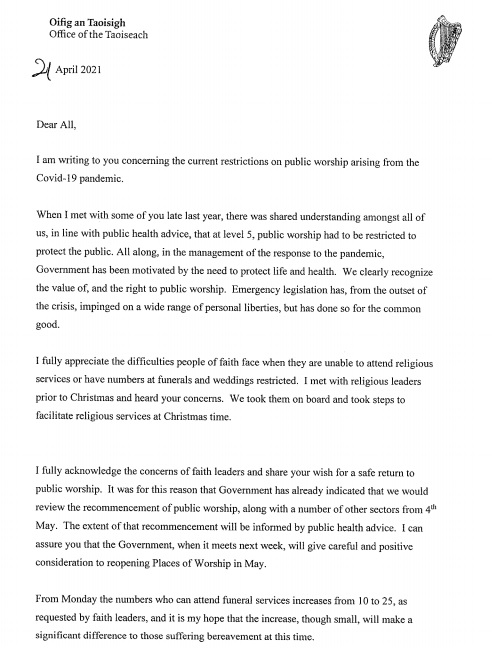 Oifig an Taoisigh
Office of the Taoiseach
21 April 2021
Dear All,
I am writing to you concerning the current restrictions on public worship arising from the
Covid-19 pandemic.
When I met with some of you late last year, there was shared understanding amongst all of
us, in line with public health advice, that at level 5, public worship had to be restricted to
protect the public. All along, in the management of the response to the pandemic,
Government has been motivated by the need to protect life and health. We clearly recognize
the value of, and the right to public worship. Emergency legislation has, from the outset of
the crisis, impinged on a wide range of personal liberties, but has done so for the common
good.
I fully appreciate the difficulties people of faith face when they are unable to attend religious
services or have numbers at funerals and weddings restricted. I met with religious leaders
prior to Christmas and heard your concerns. We took them on board and took steps to
facilitate religious services at Christmas time.
I fully acknowledge the concerns of faith leaders and share your wish for a safe return to
public worship. It was for this reason that Government has already indicated that we would
review the recommencement of public worship, along with a number of other sectors from 4th
May. The extent of that recommencement will be informed by public health advice. I can
assure you that the Government, when it meets next week, will give careful and positive
consideration to reopening Places of Worship in May.
From Monday the numbers who can attend funeral services increases from 10 to 25, as
requested by faith leaders, and it is my hope that the increase, though small, will make a
significant difference to those suffering bereavement at this time.